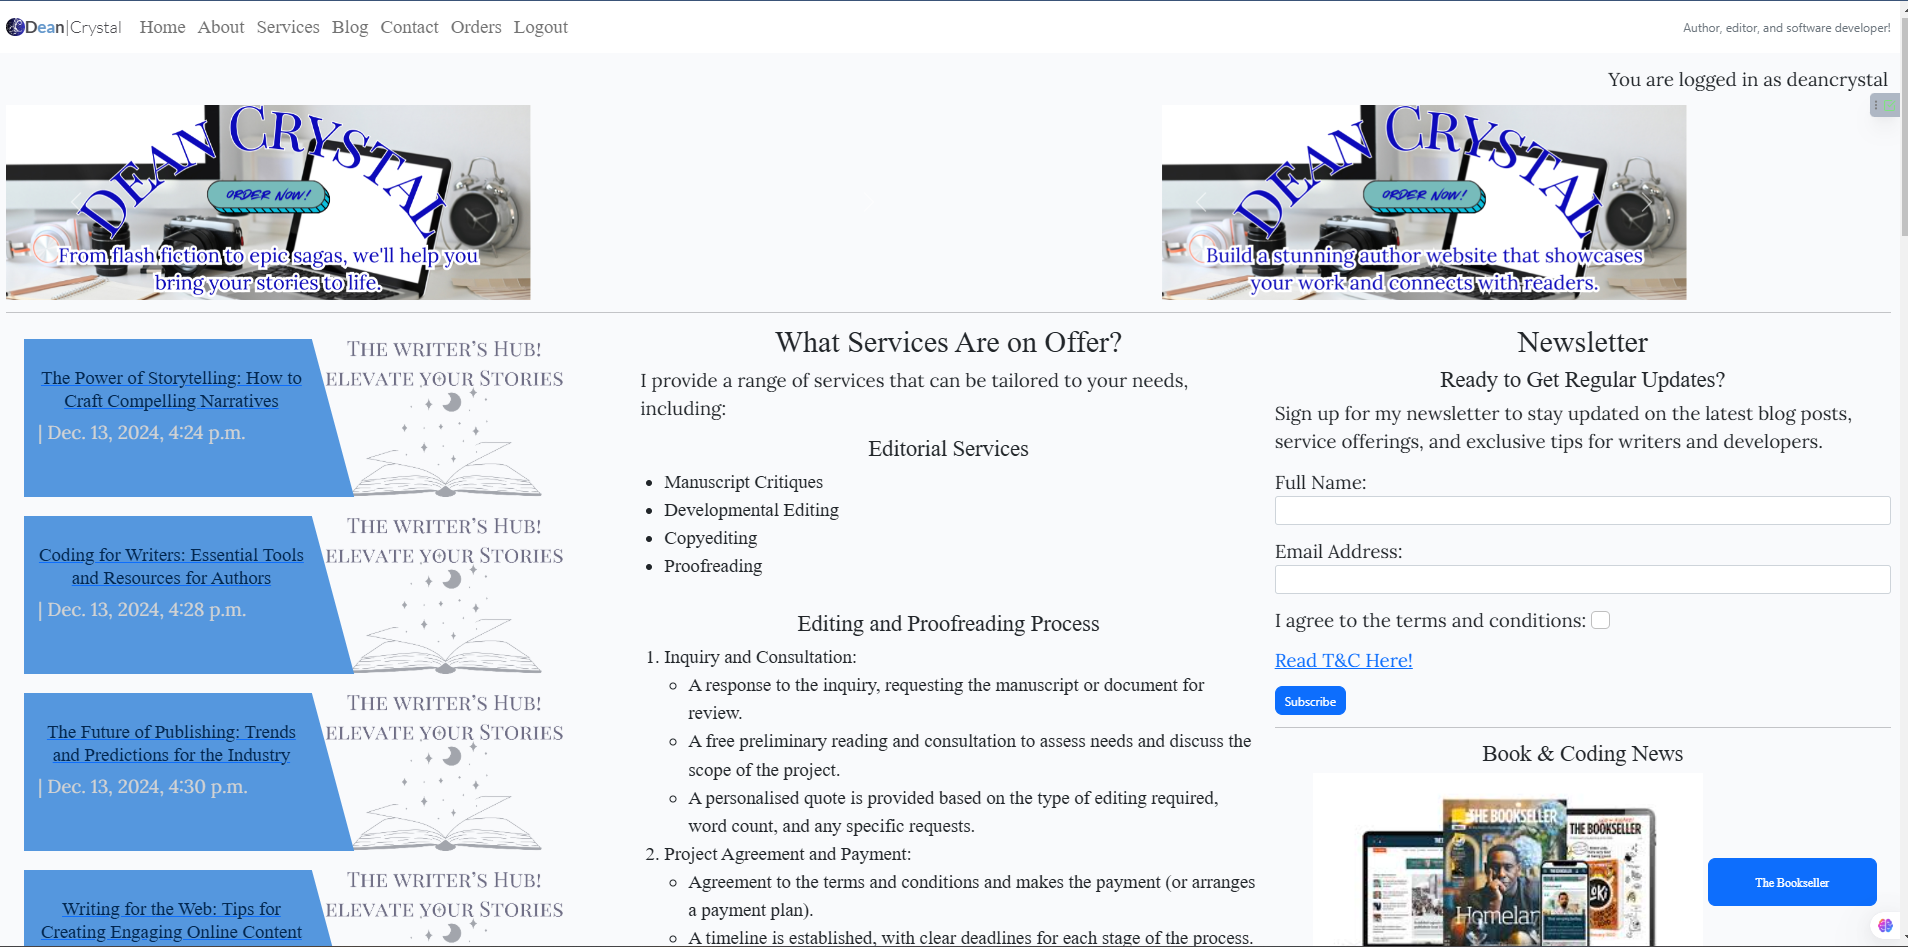 Dean|Crystal Home About Services Blog Contact Orders Logout
Author, editor, and software developer!
You are logged in as deancrystal
DEAN CRYSTAL
ORDER NOW!
From flash fiction to epic sagas, we'll help you
bring your stories to life.
DEAN CRYSTAL
ORDER NOW!
Build a stunning author website that showcases
your work and connects with readers.
The Power of Storytelling: How to
Craft Compelling Narratives
| Dec. 13, 2024, 4:24 p.m.
THE WRITER'S HUB!
ELEVATE YOUR STORIES
Coding for Writers: Essential Tools
and Resources for Authors
| Dec. 13, 2024, 4:28 p.m.
THE WRITER'S HUB!
ELEVATE YOUR STORIES
The Future of Publishing: Trends
and Predictions for the Industry
| Dec. 13, 2024, 4:30 p.m.
THE WRITER'S HUB!
ELEVATE YOUR STORIES
Writing for the Web: Tips for
Creating Engaging Online Content
THE WRITER'S HUB!
ELEVATE YOUR STORIES
What Services Are on Offer?
I provide a range of services that can be tailored to your needs,
including:
Editorial Services
• Manuscript Critiques
• Developmental Editing
• Copyediting
• Proofreading
Editing and Proofreading Process
1. Inquiry and Consultation:
◦ A response to the inquiry, requesting the manuscript or document for
review.
◦ A free preliminary reading and consultation to assess needs and discuss the
scope of the project.
◦ A personalised quote is provided based on the type of editing required,
word count, and any specific requests.
2. Project Agreement and Payment:
◦ Agreement to the terms and conditions and makes the payment (or arranges
a payment plan).
◦ A timeline is established, with clear deadlines for each stage of the process.
Newsletter
Ready to Get Regular Updates?
Sign up for my newsletter to stay updated on the latest blog posts,
service offerings, and exclusive tips for writers and developers.
Full Name:
Email Address:
I agree to the terms and conditions:
Read T&C Here!
Subscribe
Book & Coding News
THE BOOKSELLER
THE BOOKSELLER
Homelan
LOKI
The Bookseller